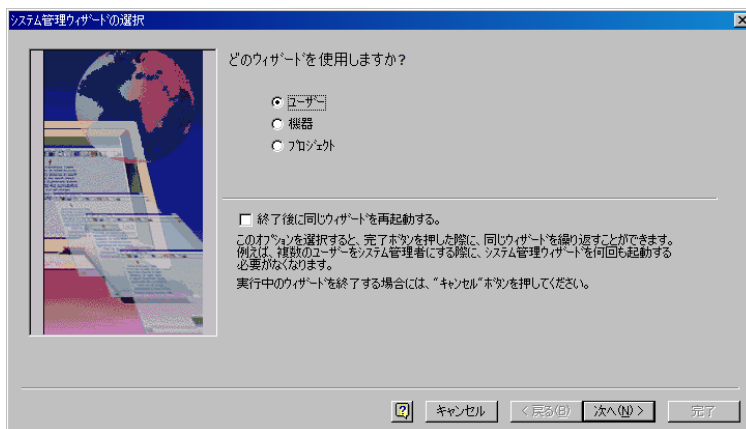 システム管理ウィザードの選択
どのウィザードを使用しますか?
ユーザー
機器
プロジェクト
終了後に同じウィザードを再起動する。
このオプションを選択すると、完了ボタンを押した際に、同じウィザードを繰り返すことができます。
例えば、複数のユーザーをシステム管理者にする際に、システム管理ウィザードを何回も起動する
必要がなくなります。
実行中のウィザードを終了する場合には、"キャンセル"ボタンを押してください。
キャンセル
< 戻る(B)
次へ(N) >
完了